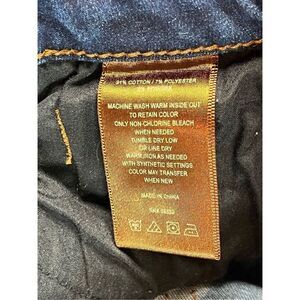 91% COTTON / 7% POLYESTER
MACHINE WASH WARM INSIDE OUT
TO RETAIN COLOR
ONLY NON-CHLORINE BLEACH
WHEN NEEDED
TUMBLE DRY LOW
OR LINE DRY
WARM IRON AS NEEDED
WITH SYNTHETIC SETTINGS
COLOR MAY TRANSFER
WHEN NEW
MADE IN CHINA